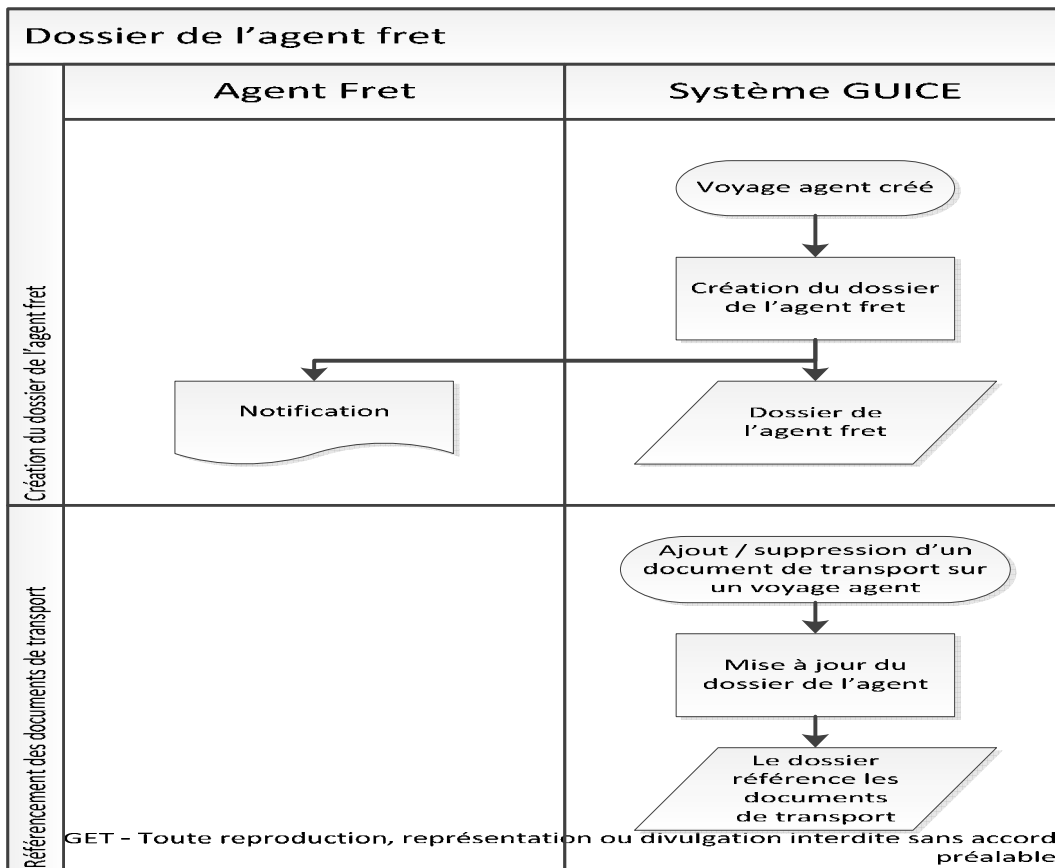 Dossier de l’agent fret
Agent Fret
Système GUICE
Création du dossier de l’agent fret
Voyage agent créé
Création du dossier
de l’agent fret
Notification
Dossier de
l’agent fret
Référencement des documents de transport
Ajout / suppression d’un
document de transport sur
un voyage agent
Mise à jour du
dossier de l’agent
Le dossier
référence les
documents
de transport
GET – Toute reproduction, représentation ou divulgation interdite sans accord
préalable